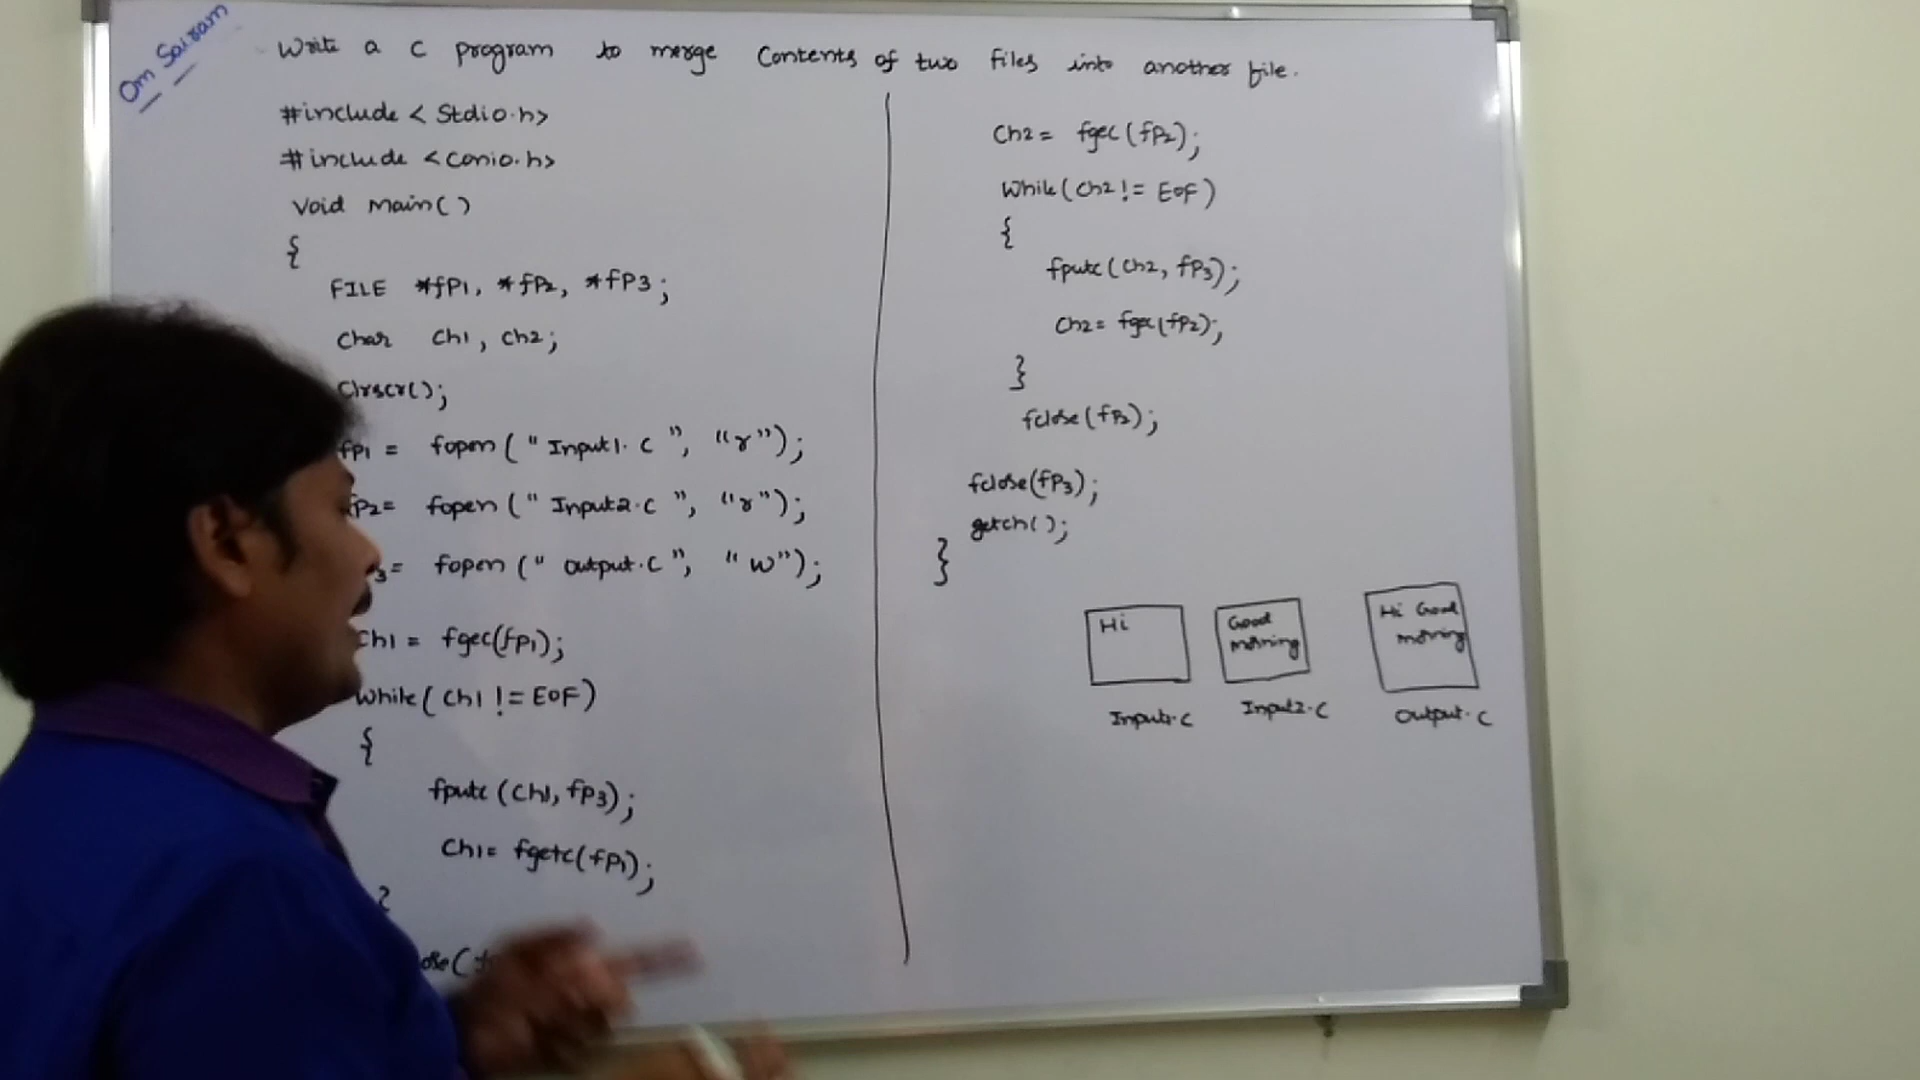 Om Sairam
Write a C program to merge Contents of two files into another file.
#include < Stdio.h>
#include <conio.h>
void main( )
{
FILE *fP1, *fP2, *fP3;
Char Ch1, Ch2;
Clrscr();
fp1 = fopen ( " Input1. C ", "r");
fp2= fopen ( " Input2.C ", "r");
3= fopen ( " output.C ", " w");
Ch1 = fgec(fp1);
while( Ch1 != EOF)
{
fputc (Ch1, fp3);
Ch1= fgetc(fP1);
}
ose(
Ch2= fgec (fP2);
while( Ch2 != EOF)
{
fputc (Ch2, fP3);
Ch2= fgec (fP2);
}
fclose (fP2);
fclose(fP3);
getch( );
}
Hi
Good
morning
Hi Good
morning
Input1.C
Input2.C
Output.C